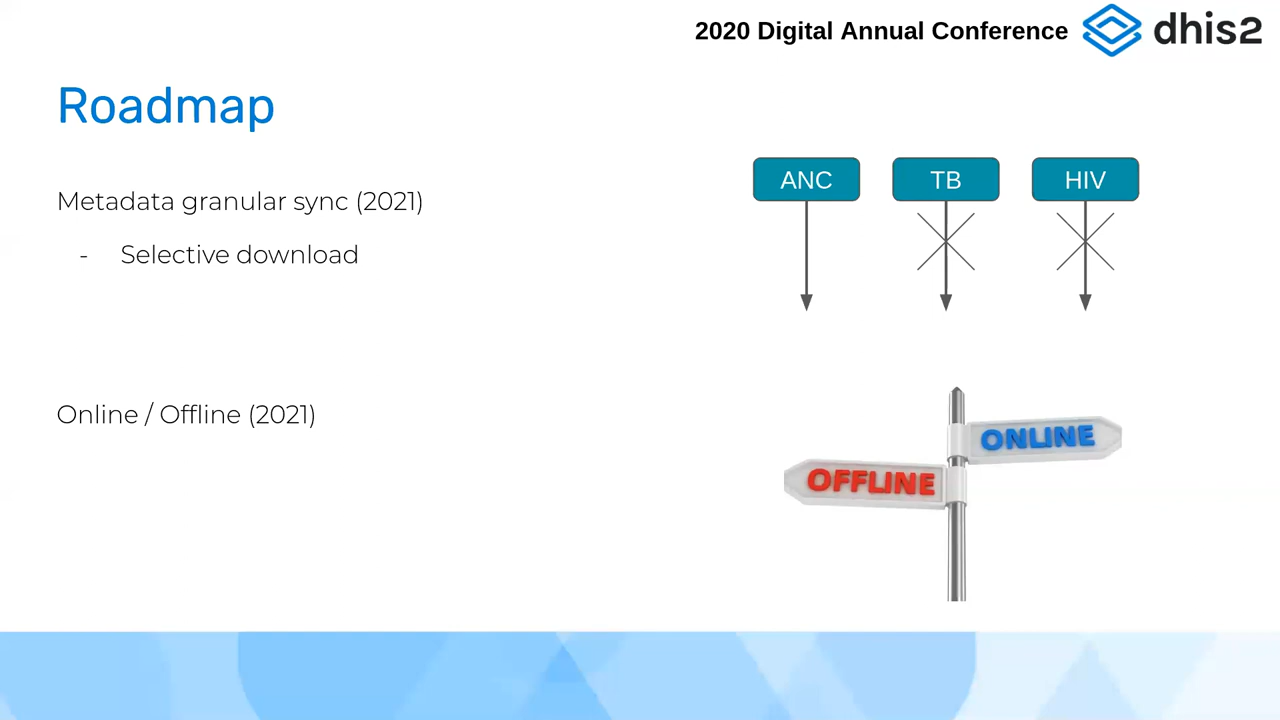 2020 Digital Annual Conference
dhis2
Roadmap
Metadata granular sync (2021)
- Selective download
ANC
TB
HIV
Online / Offline (2021)
ONLINE
OFFLINE